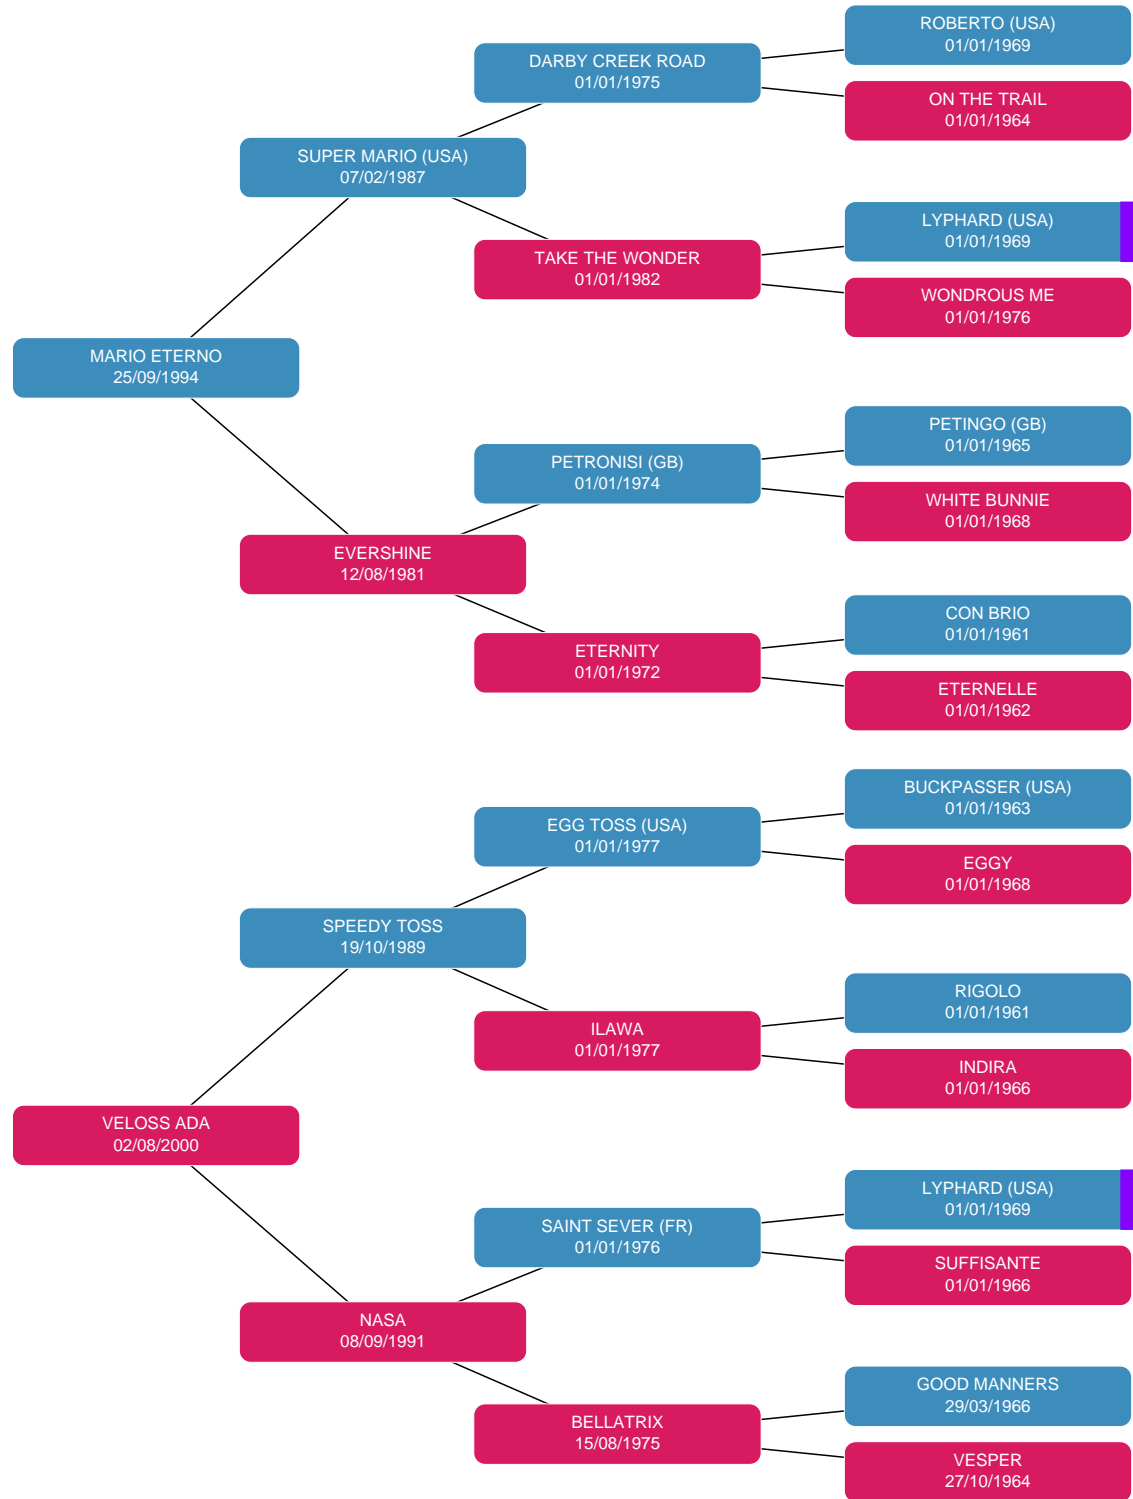 ROBERTO (USA)
01/01/1969
DARBY CREEK ROAD
01/01/1975
ON THE TRAIL
01/01/1964
SUPER MARIO (USA)
07/02/1987
LYPHARD (USA)
01/01/1969
TAKE THE WONDER
01/01/1982
WONDROUS ME
01/01/1976
MARIO ETERNO
25/09/1994
PETINGO (GB)
01/01/1965
PETRONISI (GB)
01/01/1974
WHITE BUNNIE
01/01/1968
EVERSHINE
12/08/1981
CON BRIO
01/01/1961
ETERNITY
01/01/1972
ETERNELLE
01/01/1962
BUCKPASSER (USA)
01/01/1963
EGG TOSS (USA)
01/01/1977
EGGY
01/01/1968
SPEEDY TOSS
19/10/1989
RIGOLO
01/01/1961
ILAWA
01/01/1977
INDIRA
01/01/1966
VELOSS ADA
02/08/2000
LYPHARD (USA)
01/01/1969
SAINT SEVER (FR)
01/01/1976
SUFFISANTE
01/01/1966
NASA
08/09/1991
GOOD MANNERS
29/03/1966
BELLATRIX
15/08/1975
VESPER
27/10/1964